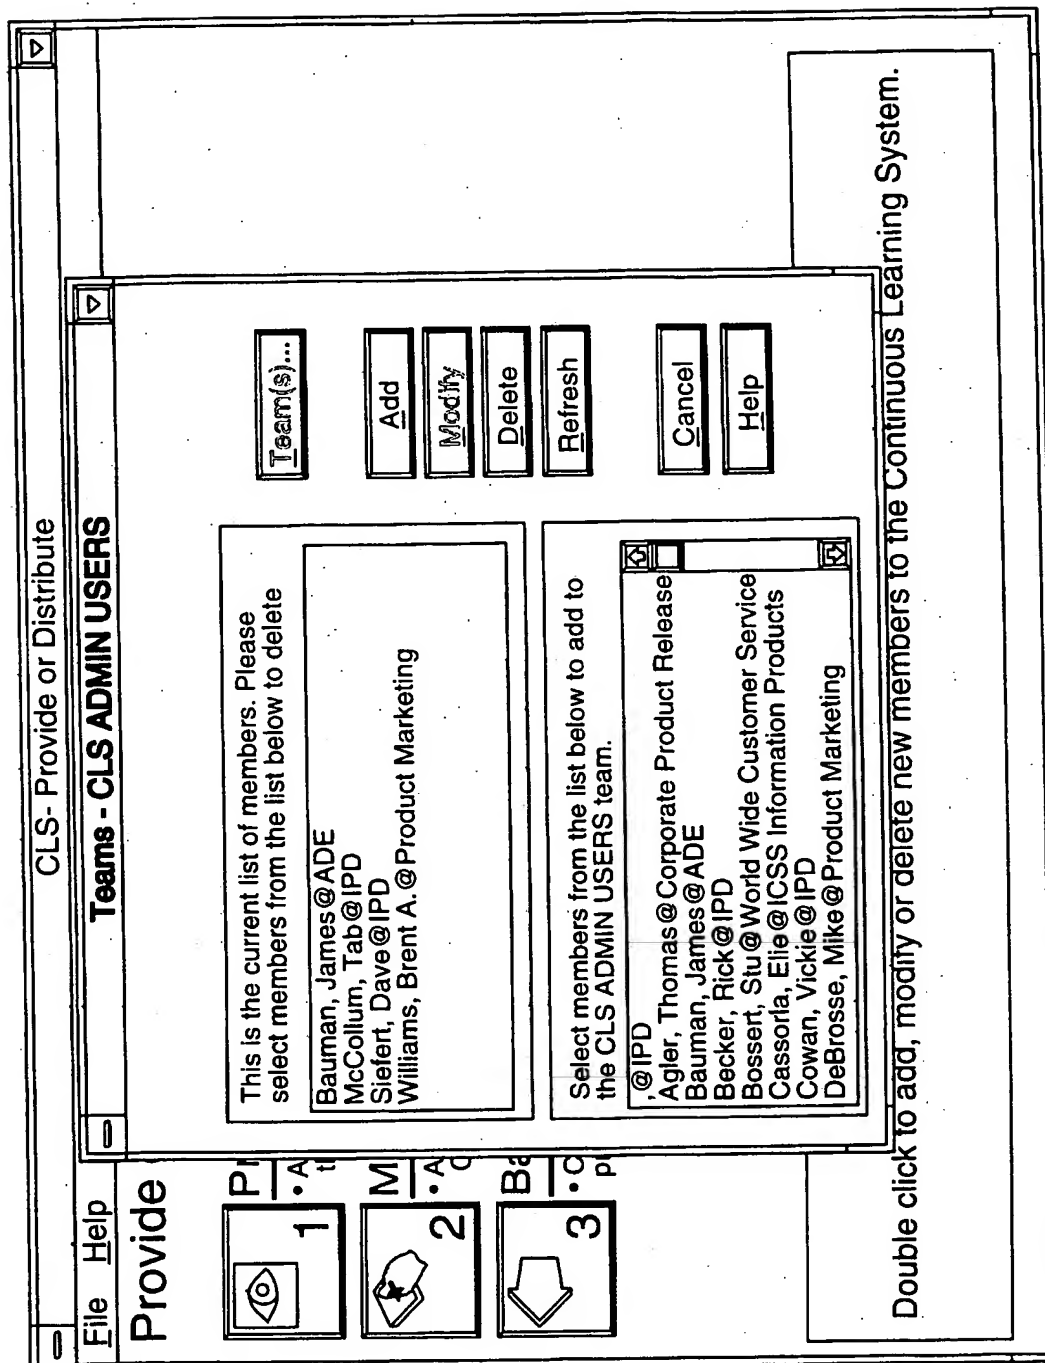 CLS- Provide or Distribute
File Help
Provide
1
2
3
Teams - CLS ADMIN USERS
This is the current list of members. Please
select members from the list below to delete
Bauman, James@ADE
McCollum, Tab@IPD
Siefert, Dave@IPD
Williams, Brent A.@Product Marketing
Select members from the list below to add to
the CLS ADMIN USERS team.
,@IPD
Agler, Thomas@Corporate Product Release
Bauman, James@ADE
Becker, Rick@IPD
Bossert, Stu@World Wide Customer Service
Cassorla, Elie@ICSS Information Products
Cowan, Vickie@IPD
DeBrosse, Mike@Product Marketing
Team(s)...
Add
Modify
Delete
Refresh
Cancel
Help
Double click to add, modify or delete new members to the Continuous Learning System.